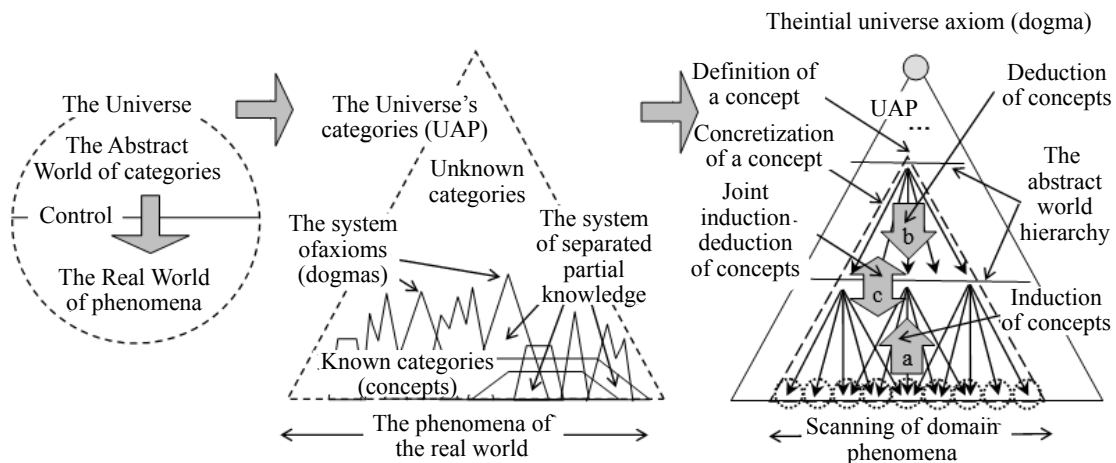 The Universe
The Abstract
World of categories
Control
The Real World
of phenomena
The Universe's
categories (UAP)
Unknown
categories
The system
ofaxioms
(dogmas)
The system
of separated
partial
knowledge
Known categories
(concepts)
The phenomena of
the real world
Theintial universe axiom (dogma)
Definition of
a concept
Deduction
of concepts
UAP
...
Concretization
of a concept
The
abstract
world
hierarchy
Joint
induction-
deduction
of concepts
b
c
Induction
of concepts
a
Scanning of domain
phenomena